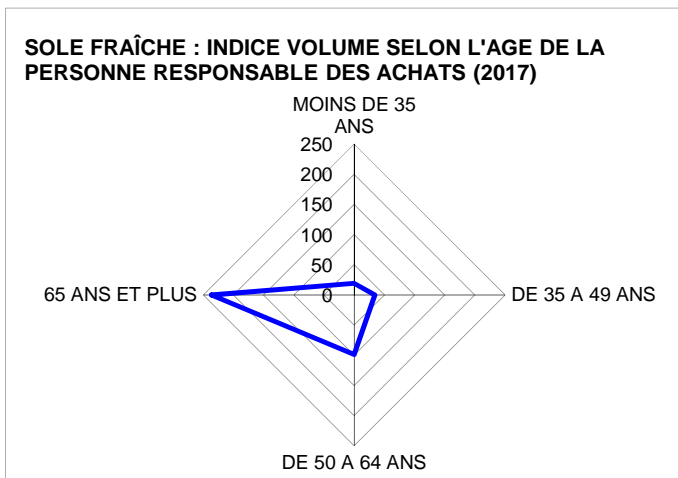 SOLE FRAÎCHE : INDICE VOLUME SELON L'AGE DE LA
PERSONNE RESPONSABLE DES ACHATS (2017)
MOINS DE 35
ANS
250
200
150
100
50
0
65 ANS ET PLUS
DE 35 A 49 ANS
DE 50 A 64 ANS